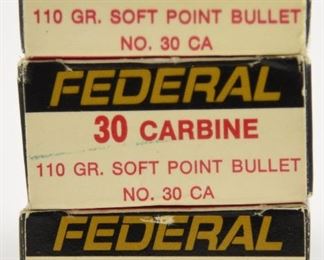 110 GR. SOFT POINT BULLET
NO. 30 CA
FEDERAL
30 CARBINE
110 GR. SOFT POINT BULLET
NO. 30 CA
FEDERAL